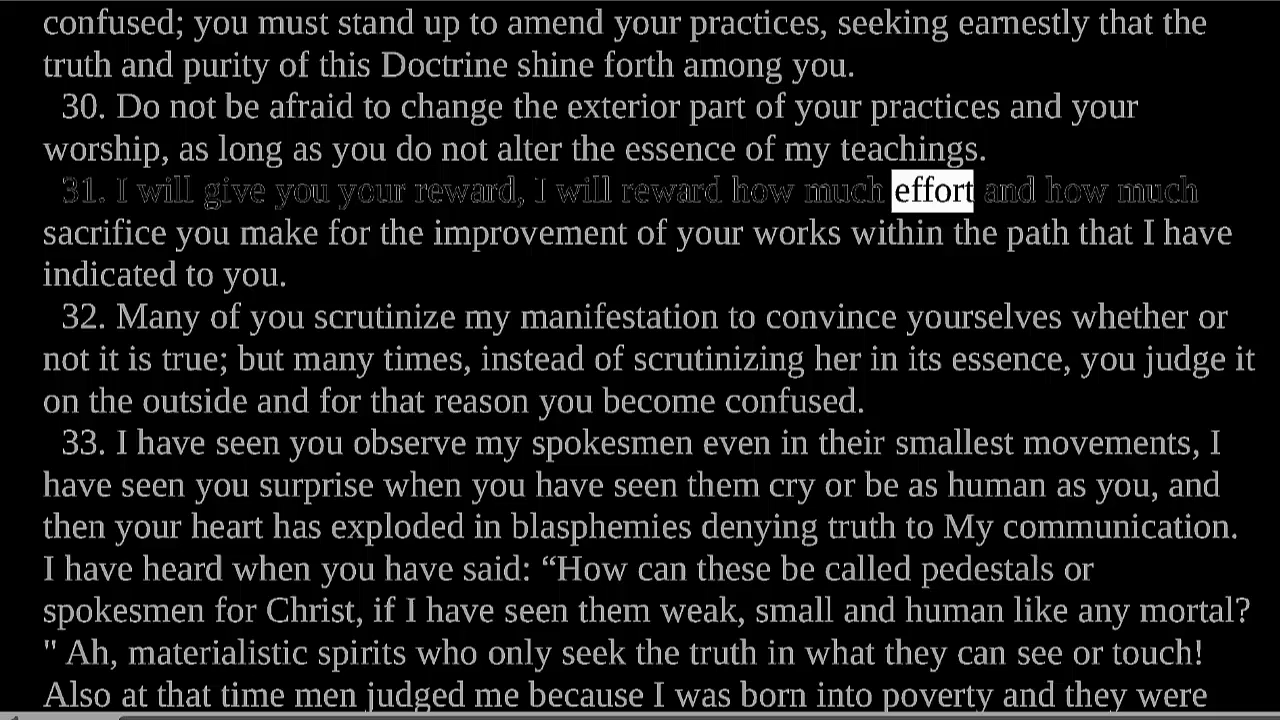 confused; you must stand up to amend your practices, seeking earnestly that the
truth and purity of this Doctrine shine forth among you.
30. Do not be afraid to change the exterior part of your practices and your
worship, as long as you do not alter the essence of my teachings.
31. I will give you your reward, I will reward how much effort and how much
sacrifice you make for the improvement of your works within the path that I have
indicated to you.
32. Many of you scrutinize my manifestation to convince yourselves whether or
not it is true; but many times, instead of scrutinizing her in its essence, you judge it
on the outside and for that reason you become confused.
33. I have seen you observe my spokesmen even in their smallest movements, I
have seen you surprise when you have seen them cry or be as human as you, and
then your heart has exploded in blasphemies denying truth to My communication.
I have heard when you have said: “How can these be called pedestals or
spokesmen for Christ, if I have seen them weak, small and human like any mortal?
" Ah, materialistic spirits who only seek the truth in what they can see or touch!
Also at that time men judged me because I was born into poverty and they were